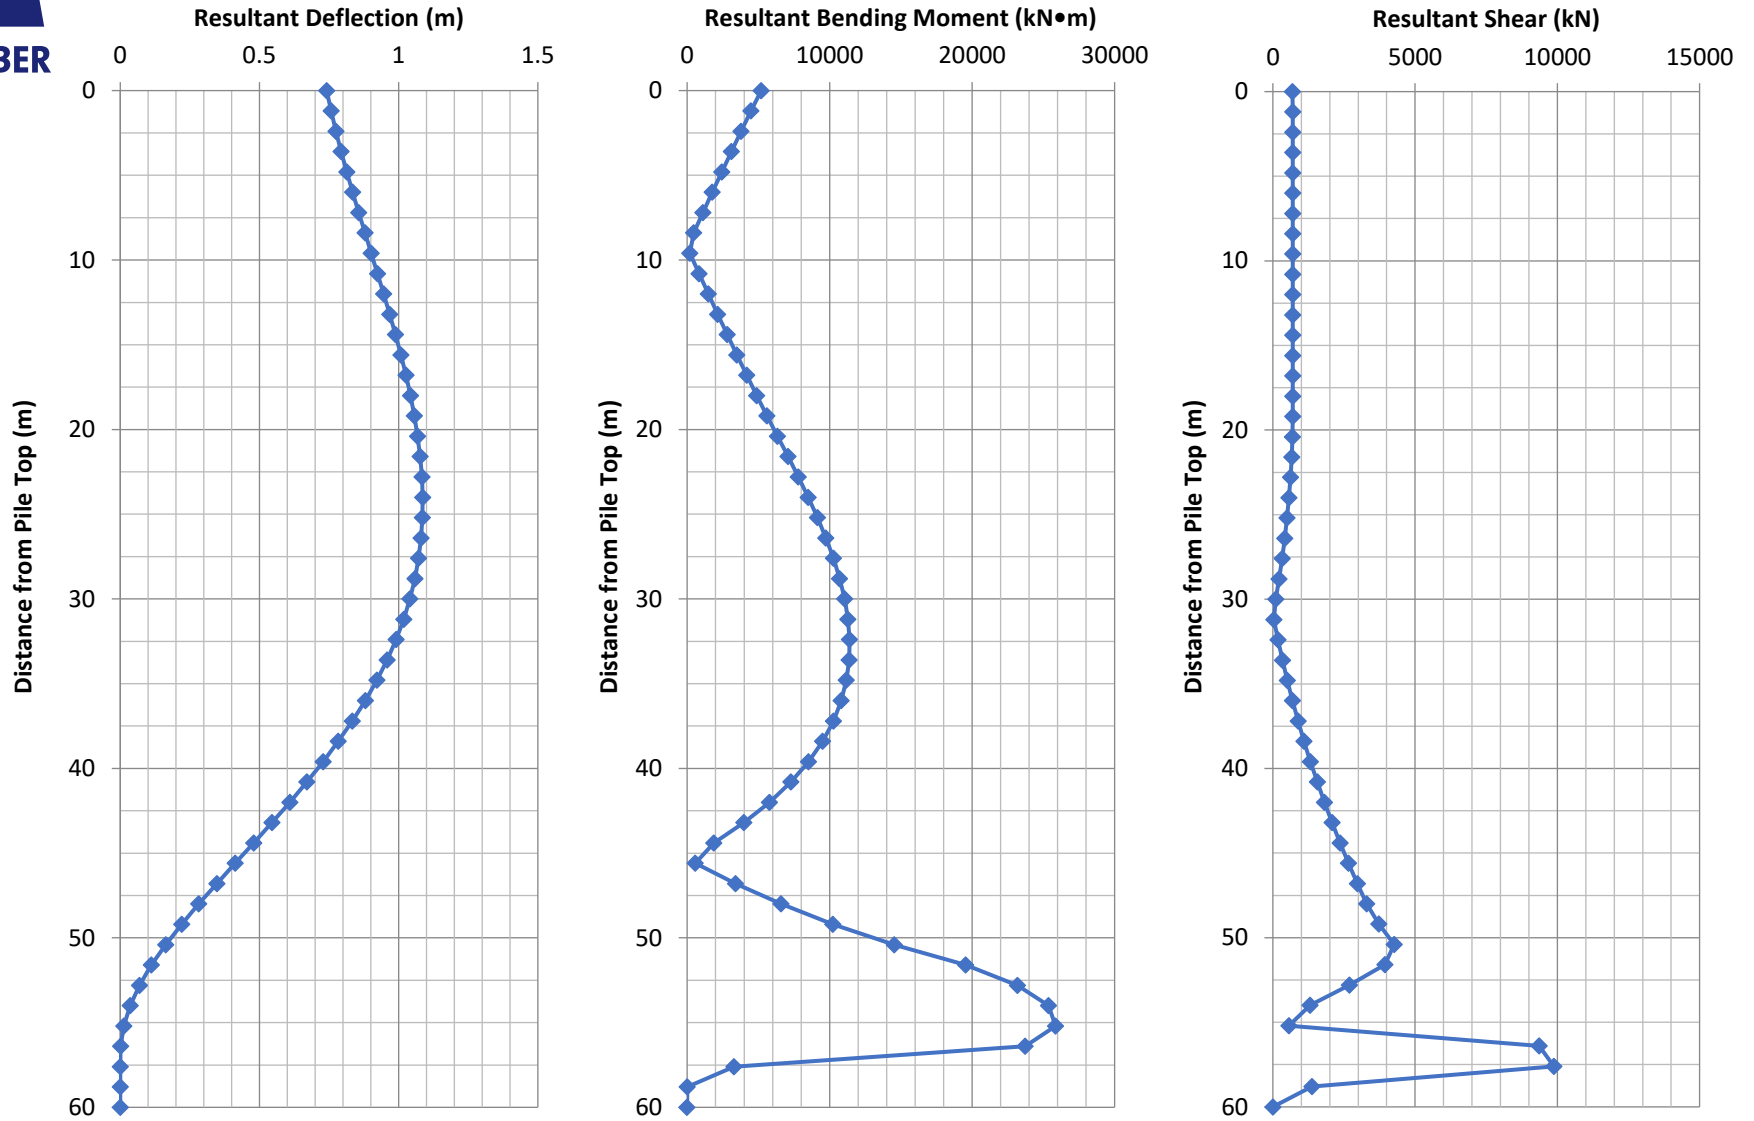 BER
Resultant Deflection (m)
0 0.5 1 1.5
0
10
20
30
40
50
60
Distance from Pile Top (m)
Resultant Bending Moment (kN•m)
0 10000 20000 30000
0
10
20
30
40
50
60
Distance from Pile Top (m)
Resultant Shear (kN)
0 5000 10000 15000
0
10
20
30
40
50
60
Distance from Pile Top (m)